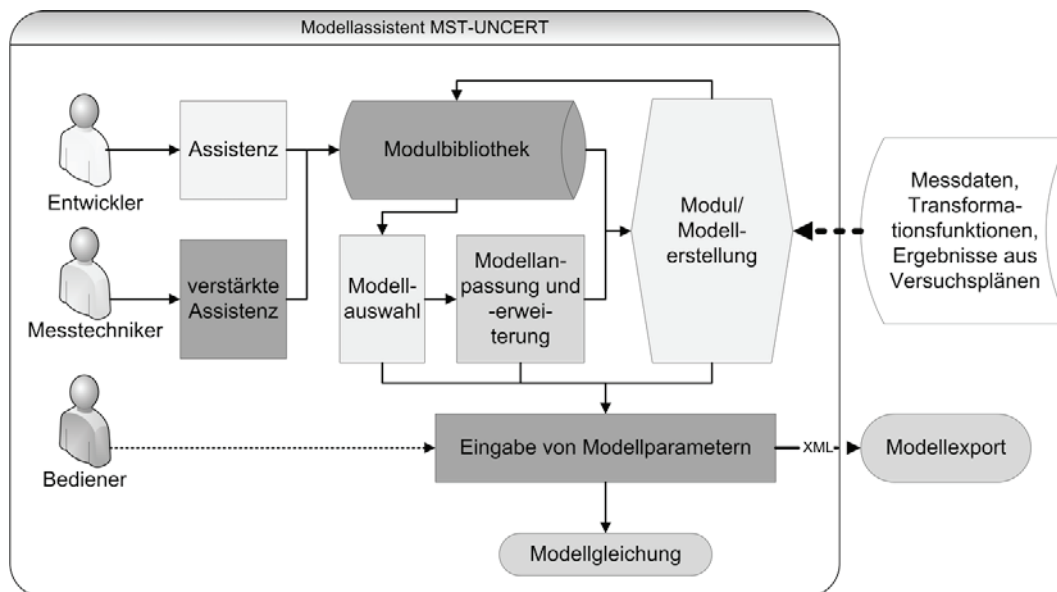 Modellassistent MST-UNCERT
Entwickler
Assistenz
Modulbibliothek
Messtechniker
verstärkte
Assistenz
Modell-
auswahl
Modellan-
passung und
-erwei-
terung
Modul/
Modell-
erstellung
Messdaten,
Transforma-
tionsfunktionen,
Ergebnisse aus
Versuchsplänen
Bediener
Eingabe von Modellparametern
XML
Modellexport
Modellgleichung